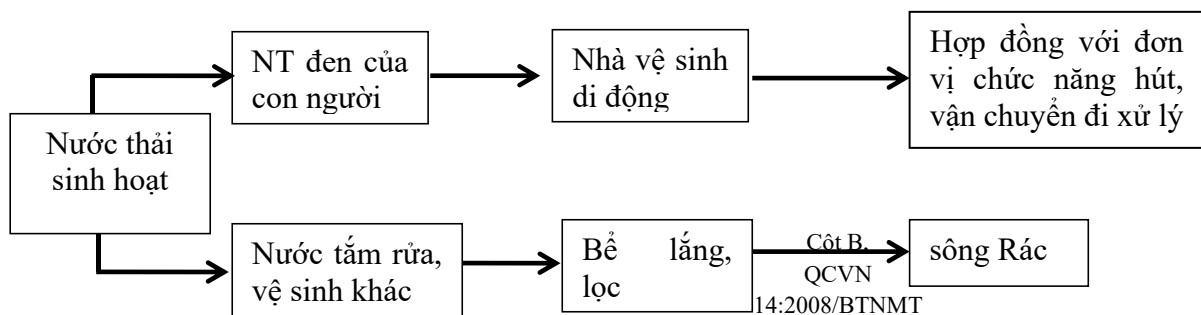 Nước thải
sinh hoạt
NT đen của
con người
Nhà vệ sinh
di động
Hợp đồng với đơn
vị chức năng hút,
vận chuyển đi xử lý
Nước tắm rửa,
vệ sinh khác
Bể lắng,
lọc
Cột B,
QCVN
14:2008/BTNMT
sông Rác